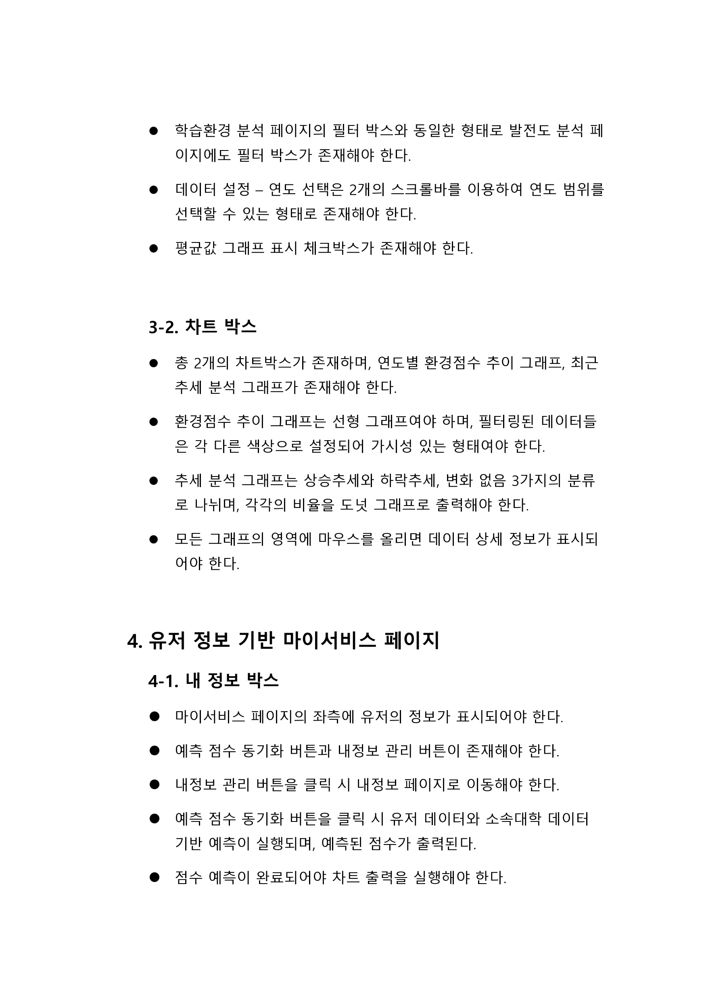 ● 학습환경 분석 페이지의 필터 박스와 동일한 형태로 발전도 분석 페
이지에도 필터 박스가 존재해야 한다.
● 데이터 설정 – 연도 선택은 2개의 스크롤바를 이용하여 연도 범위를
선택할 수 있는 형태로 존재해야 한다.
● 평균값 그래프 표시 체크박스가 존재해야 한다.
3-2. 차트 박스
● 총 2개의 차트박스가 존재하며, 연도별 환경점수 추이 그래프, 최근
추세 분석 그래프가 존재해야 한다.
● 환경점수 추이 그래프는 선형 그래프여야 하며, 필터링된 데이터들
은 각 다른 색상으로 설정되어 가시성 있는 형태여야 한다.
● 추세 분석 그래프는 상승추세와 하락추세, 변화 없음 3가지의 분류
로 나뉘며, 각각의 비율을 도넛 그래프로 출력해야 한다.
● 모든 그래프의 영역에 마우스를 올리면 데이터 상세 정보가 표시되
어야 한다.
4. 유저 정보 기반 마이서비스 페이지
4-1. 내 정보 박스
● 마이서비스 페이지의 좌측에 유저의 정보가 표시되어야 한다.
● 예측 점수 동기화 버튼과 내정보 관리 버튼이 존재해야 한다.
● 내정보 관리 버튼을 클릭 시 내정보 페이지로 이동해야 한다.
● 예측 점수 동기화 버튼을 클릭 시 유저 데이터와 소속대학 데이터
기반 예측이 실행되며, 예측된 점수가 출력된다.
● 점수 예측이 완료되어야 차트 출력을 실행해야 한다.